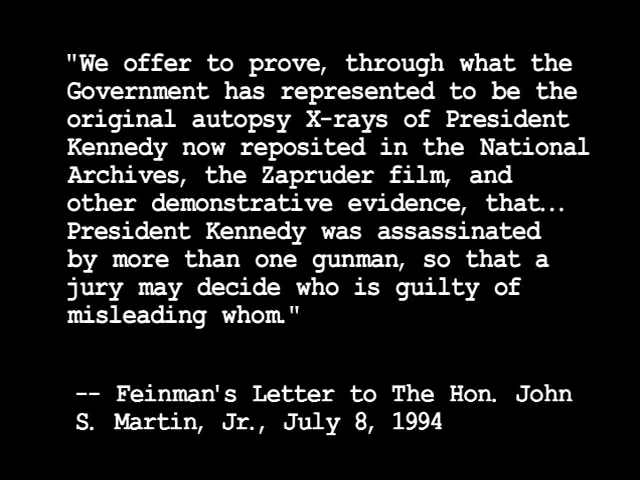 "We offer to prove, through what the
Government has represented to be the
original autopsy X-rays of President
Kennedy now reposited in the National
Archives, the Zapruder film, and
other demonstrative evidence, that...
President Kennedy was assassinated
by more than one gunman, so that a
jury may decide who is guilty of
misleading whom."
-- Feinman's Letter to The Hon. John
S. Martin, Jr., July 8, 1994